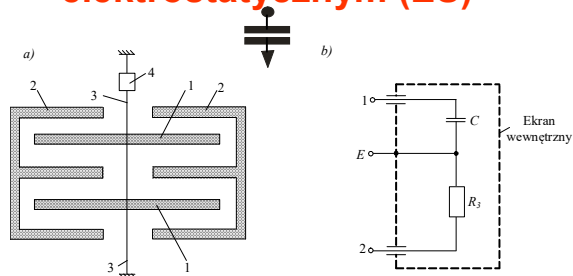 elektrostatycznym (ES)
a)
b)
4
2
3
1
2
3
1
1
C
Ekran
wewnętrzny
E
R3
2